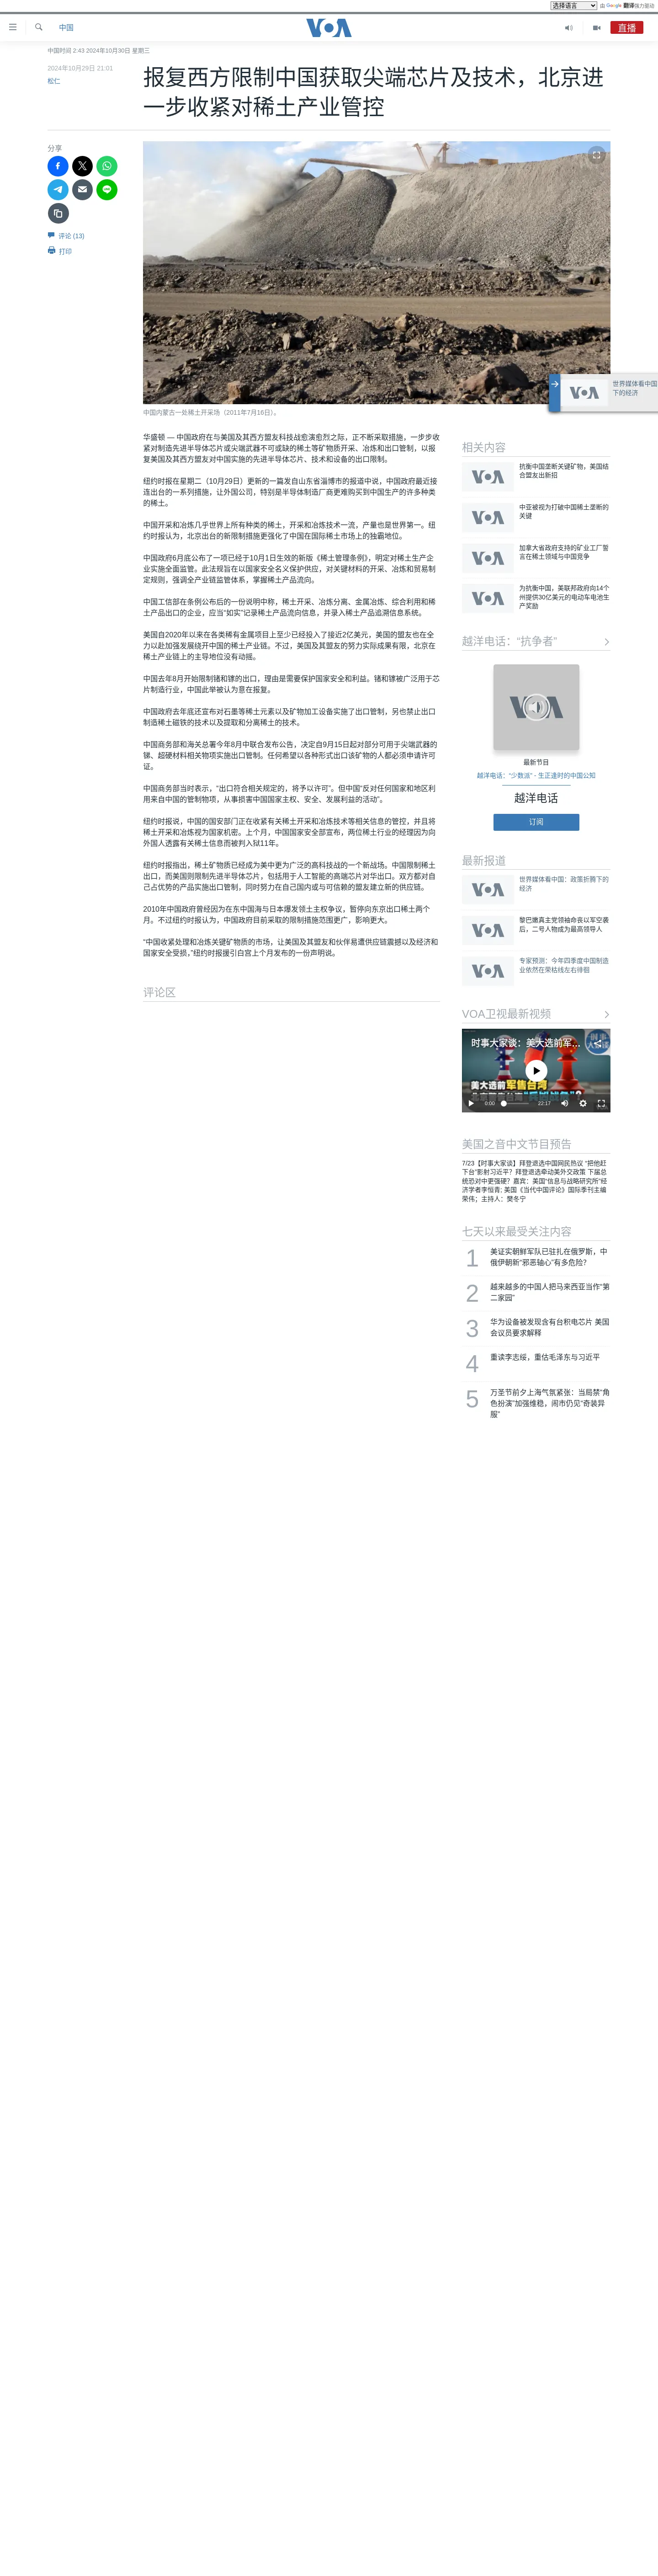 选择语言
由 Google 翻译强力驱动
中国
VOA
直播
中国时间 2:43 2024年10月30日 星期三
2024年10月29日 21:01
松仁
报复西方限制中国获取尖端芯片及技术，北京进
一步收紧对稀土产业管控
分享
评论 (13)
打印
中国内蒙古一处稀土开采场（2011年7月16日）。
世界媒体看中国
下的经济
华盛顿 — 中国政府在与美国及其西方盟友科技战愈演愈烈之际，正不断采取措施，一步步收
紧对制造先进半导体芯片或尖端武器不可或缺的稀土等矿物质开采、冶炼和出口管制，以报
复美国及其西方盟友对中国实施的先进半导体芯片、技术和设备的出口限制。
纽约时报在星期二（10月29日）更新的一篇发自山东省淄博市的报道中说，中国政府最近接
连出台的一系列措施，让外国公司，特别是半导体制造厂商更难购买到中国生产的许多种类
的稀土。
中国开采和冶炼几乎世界上所有种类的稀土，开采和冶炼技术一流，产量也是世界第一。纽
约时报认为，北京出台的新限制措施更强化了中国在国际稀土市场上的独霸地位。
中国政府6月底公布了一项已经于10月1日生效的新版《稀土管理条例》，明定对稀土生产企
业实施全面监管。此法规旨在以国家安全名义保护供应，对关键材料的开采、冶炼和贸易制
定规则，强调全产业链监管体系，掌握稀土产品流向。
中国工信部在条例公布后的一份说明中称，稀土开采、冶炼分离、金属冶炼、综合利用和稀
土产品出口的企业，应当“如实”记录稀土产品流向信息，并录入稀土产品追溯信息系统。
美国自2020年以来在各类稀有金属项目上至少已经投入了接近2亿美元，美国的盟友也在全
力以赴加强发展绕开中国的稀土产业链。不过，美国及其盟友的努力实际成果有限，北京在
稀土产业链上的主导地位没有动摇。
中国去年8月开始限制锗和镓的出口，理由是需要保护国家安全和利益。锗和镓被广泛用于芯
片制造行业，中国此举被认为意在报复。
中国政府去年底还宣布对石墨等稀土元素以及矿物加工设备实施了出口管制，另也禁止出口
制造稀土磁铁的技术以及提取和分离稀土的技术。
中国商务部和海关总署今年8月中联合发布公告，决定自9月15日起对部分可用于尖端武器的
锑、超硬材料相关物项实施出口管制。任何希望以各种形式出口该矿物的人都必须申请许可
证。
中国商务部当时表示，“出口符合相关规定的，将予以许可”。但中国“反对任何国家和地区利
用来自中国的管制物项，从事损害中国国家主权、安全、发展利益的活动”。
纽约时报说，中国的国安部门正在收紧有关稀土开采和冶炼技术等相关信息的管控，并且将
稀土开采和冶炼视为国家机密。上个月，中国国家安全部宣布，两位稀土行业的经理因为向
外国人透露有关稀土信息而被判入狱11年。
纽约时报指出，稀土矿物质已经成为美中更为广泛的高科技战的一个新战场。中国限制稀土
出口，而美国则限制先进半导体芯片，包括用于人工智能的高端芯片对华出口。双方都对自
己占优势的产品实施出口管制，同时努力在自己国内或与可信赖的盟友建立新的供应链。
2010年中国政府曾经因为在东中国海与日本爆发领土主权争议，暂停向东京出口稀土两个
月。不过纽约时报认为，中国政府目前采取的限制措施范围更广，影响更大。
“中国收紧处理和冶炼关键矿物质的市场，让美国及其盟友和伙伴易遭供应链震撼以及经济和
国家安全受损，”纽约时报援引白宫上个月发布的一份声明说。
评论区
相关内容
VOA
抗衡中国垄断关键矿物，美国结
合盟友出新招
VOA
中亚被视为打破中国稀土垄断的
关键
VOA
加拿大省政府支持的矿业工厂誓
言在稀土领域与中国竞争
VOA
为抗衡中国，美联邦政府向14个
州提供30亿美元的电动车电池生
产奖励
越洋电话：“抗争者”
最新节目
越洋电话：“少数派” - 生正逢时的中国公知
越洋电话
订阅
最新报道
VOA
世界媒体看中国：政策折腾下的
经济
VOA
黎巴嫩真主党领袖命丧以军空袭
后，二号人物成为最高领导人
VOA
专家预测：今年四季度中国制造
业依然在荣枯线左右徘徊
VOA卫视最新视频
时事大家谈：美大选前军...
美大选前
军售台湾
0:00
22:17
美国之音中文节目预告
7/23【时事大家谈】拜登退选中国网民热议 “把他赶
下台”影射习近平？拜登退选牵动美外交政策 下届总
统恐对中更强硬？嘉宾：美国“信息与战略研究所”经
济学者李恒青; 美国《当代中国评论》国际季刊主编
荣伟；主持人：樊冬宁
七天以来最受关注内容
1
美证实朝鲜军队已驻扎在俄罗斯，中
俄伊朝新“邪恶轴心”有多危险？
2
越来越多的中国人把马来西亚当作“第
二家园”
3
华为设备被发现含有台积电芯片 美国
会议员要求解释
4
重读李志绥，重估毛泽东与习近平
5
万圣节前夕上海气氛紧张：当局禁“角
色扮演”加强维稳，闹市仍见“奇装异
服”